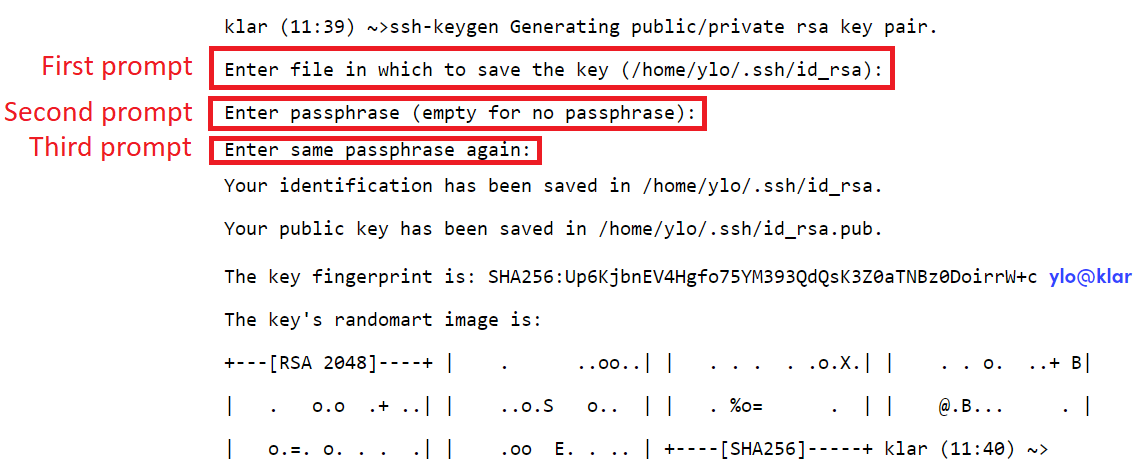 klar (11:39) ~>ssh-keygen Generating public/private rsa key pair.
First prompt Enter file in which to save the key (/home/ylo/.ssh/id_rsa):
Second prompt Enter passphrase (empty for no passphrase):
Third prompt Enter same passphrase again:
Your identification has been saved in /home/ylo/.ssh/id_rsa.
Your public key has been saved in /home/ylo/.ssh/id_rsa.pub.
The key fingerprint is: SHA256:Up6KjbnEV4Hgfo75YM393QdQsK3Z0aTNBz0DoirrW+c ylo@klar
The key's randomart image is:
+---[RSA 2048]----+ |    .      ..oo..| |   . . .  . .o.X.| |    . . o.  ..+ B|
|   .   o.o  .+ ..| |    ..o.S   o..  | |   . %o=      .  | |    @.B...     . |
|   o.=. o. . .  .| |    .oo  E. . .. | +----[SHA256]-----+ klar (11:40) ~>